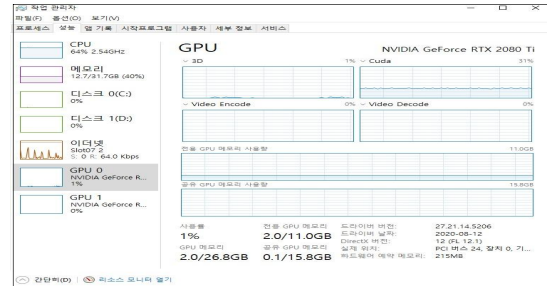 작업 관리자
파일(F) 옵션(O) 보기(V)
프로세스 성능 앱 기록 시작프로그램 사용자 세부 정보 서비스
CPU
64% 2.54GHz
메모리
12.7/31.7GB (40%)
디스크 0(C:)
0%
디스크 1(D:)
0%
이더넷
Slot07 2
S: 0 R: 64.0 Kbps
GPU 0
NVIDIA GeForce R...
1%
GPU 1
NVIDIA GeForce R...
0%
GPU NVIDIA GeForce RTX 2080 Ti
3D 1% Cuda 31%
Video Encode 0% Video Decode 0%
전용 GPU 메모리 사용량 11.0GB
공유 GPU 메모리 사용량 15.8GB
사용률 전용 GPU 메모리 드라이버 버전: 27.21.14.5206
1% 2.0/11.0GB 드라이버 날짜: 2020-08-12
DirectX 버전: 12 (FL 12.1)
GPU 메모리 공유 GPU 메모리 실제 위치: PCI 버스 24, 장치 0, 기...
2.0/26.8GB 0.1/15.8GB 하드웨어 예약 메모리: 215MB
간단히(D) 리소스 모니터 열기